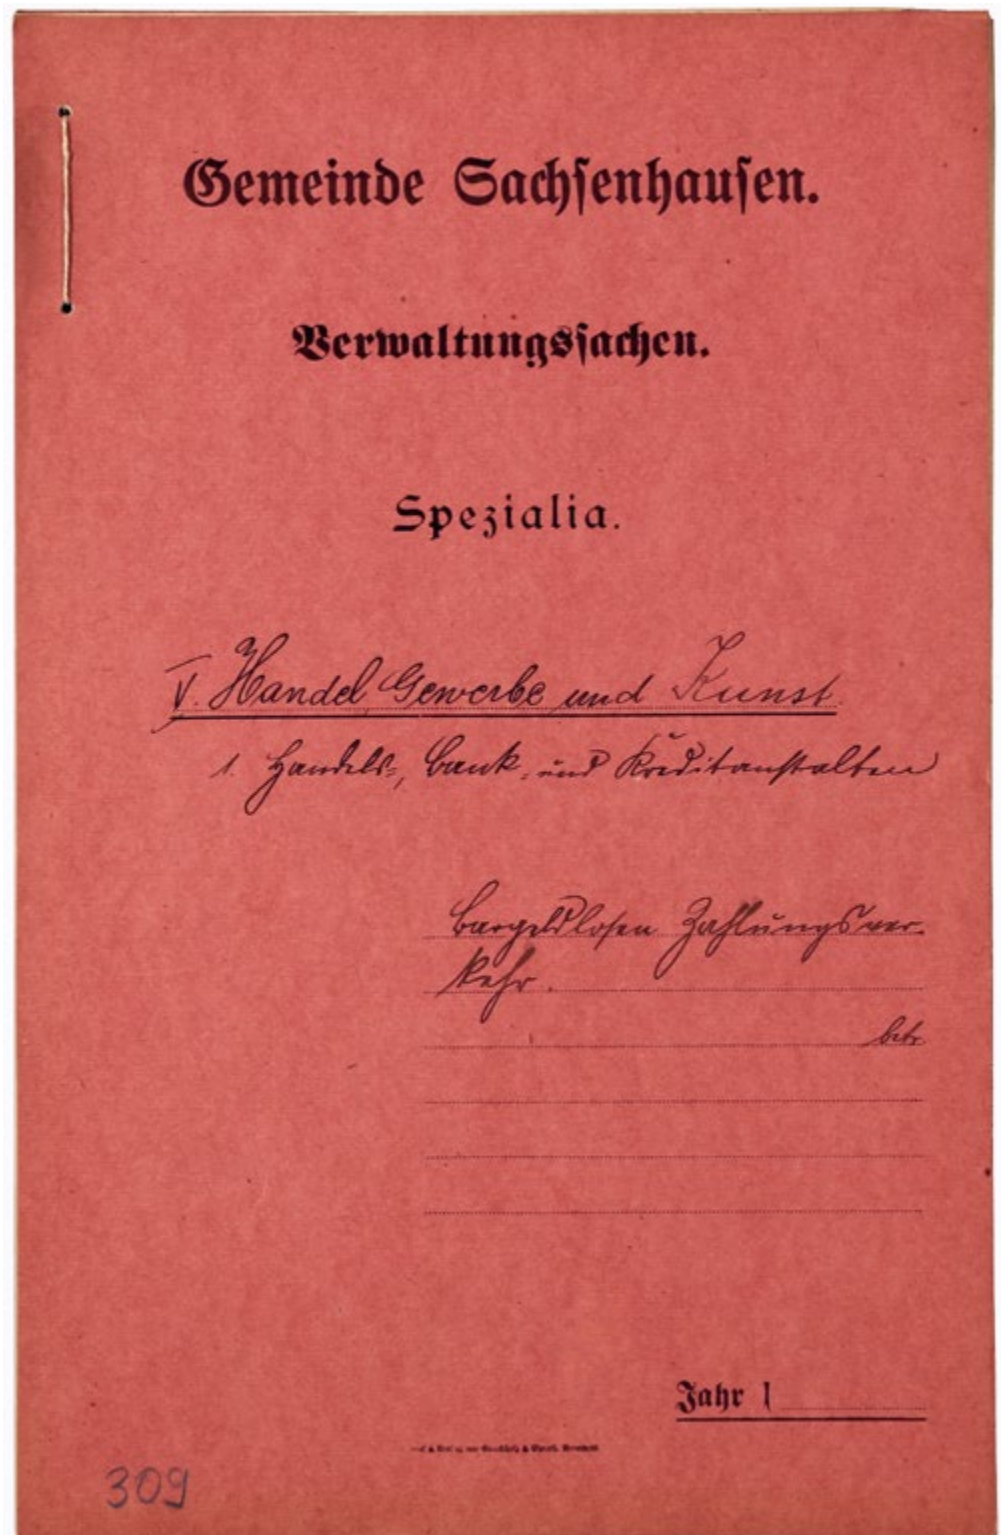 Gemeinde Sachsenhausen.
Verwaltungssachen.
Spezialia.
V. Handel, Gewerbe und Kunst.
1. Handels-, Bank- und Kreditanstalten
Bargeldlosen Zahlungsver-
kehr.
betr.
Jahr 1
309